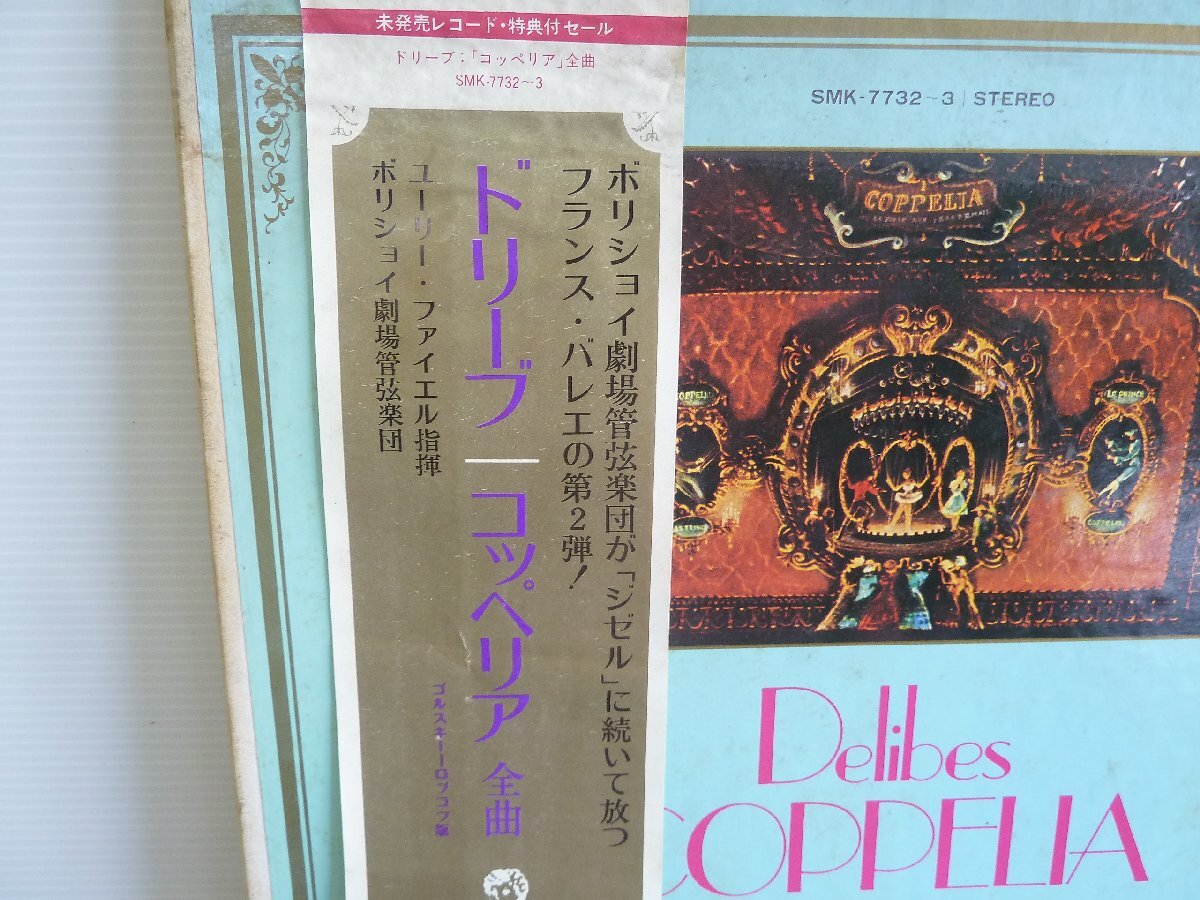 未発売レコード・特典付セール
ドリーブ：「コッペリア」全曲
SMK-7732～3
ボリショイ劇場管弦楽団が「ジゼル」に続いて放つ
フランス・バレエの第2弾！
ドリーブ｜コッペリア 全曲
ゴルスキーーロプコフ版
ユーリー・ファイエル指揮
ボリショイ劇場管弦楽団
SMK-7732～3 | STEREO
COPPELIA
COPPELIA
LE PRINCE
COPPELIUS
Delibes
COPPELIA